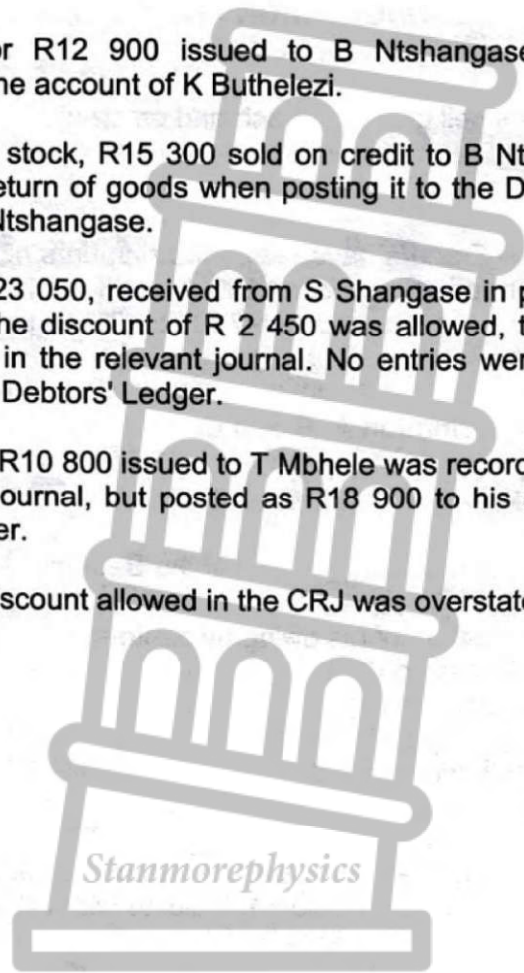 or R12 900 issued to B Ntshangase
he account of K Buthelezi.
stock, R15 300 sold on credit to B Nt
eturn of goods when posting it to the D
Ntshangase.
23 050, received from S Shangase in p
he discount of R 2 450 was allowed, t
in the relevant journal. No entries wer
Debtors' Ledger.
R10 800 issued to T Mbhele was record
ournal, but posted as R18 900 to his
er.
scount allowed in the CRJ was overstate
Stanmorephysics